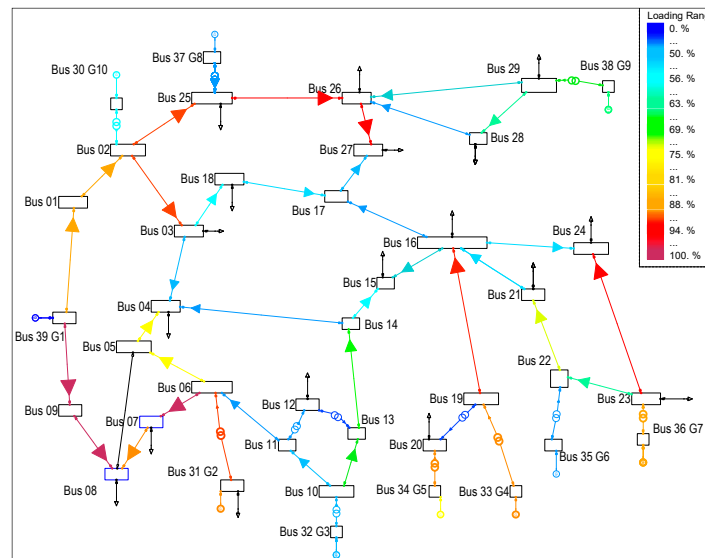 Loading Range
0. %
...
50. %
...
56. %
...
63. %
...
69. %
...
75. %
...
81. %
...
88. %
...
94. %
...
100. %
Bus 37 G8
Bus 30 G10
Bus 25
Bus 26
Bus 29
Bus 38 G9
Bus 28
Bus 02
Bus 27
Bus 18
Bus 01
Bus 17
Bus 03
Bus 16
Bus 24
Bus 15
Bus 21
Bus 04
Bus 14
Bus 39 G1
Bus 05
Bus 22
Bus 06
Bus 19
Bus 23
Bus 12
Bus 09
Bus 07
Bus 13
Bus 11
Bus 20
Bus 36 G7
Bus 35 G6
Bus 08
Bus 31 G2
Bus 10
Bus 34 G5
Bus 33 G4
Bus 32 G3